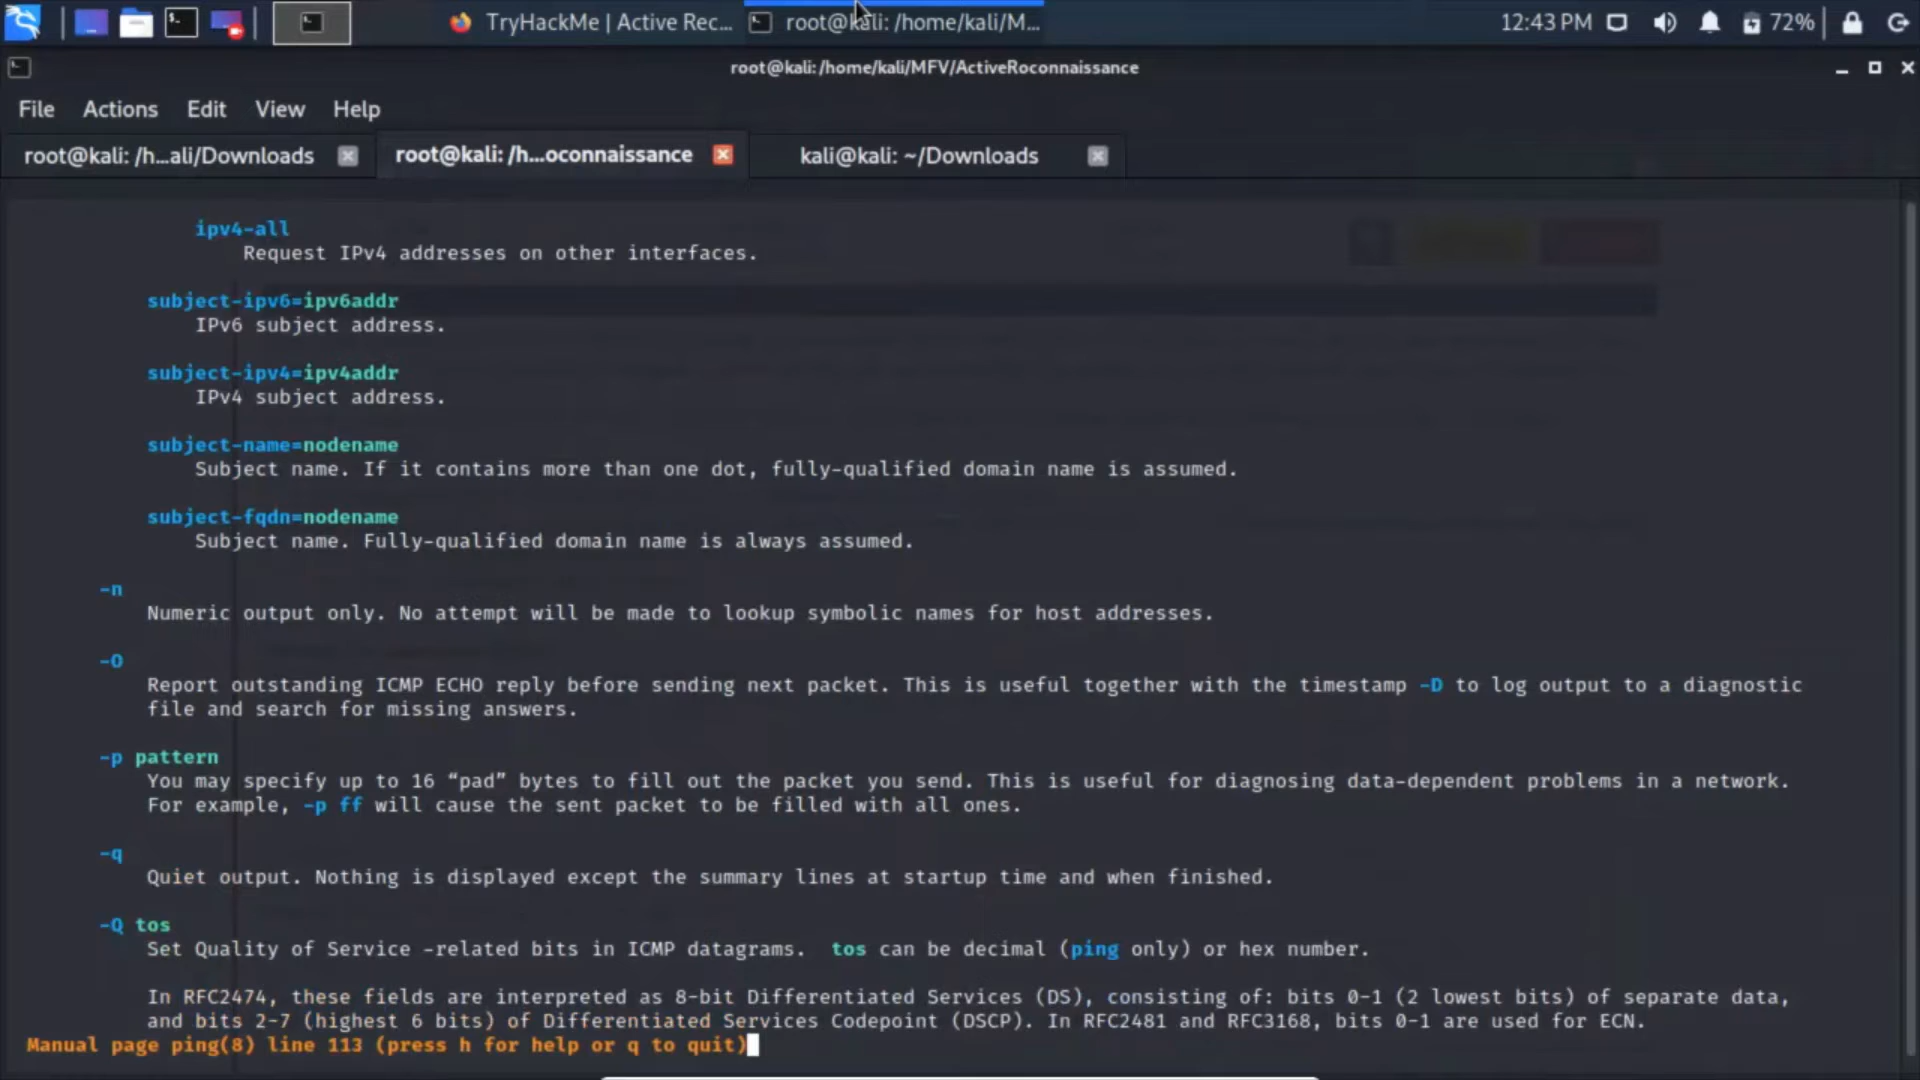 TryHackMe | Active Rec...
root@kali: /home/kali/M...
12:43 PM
72%
root@kali:/home/kali/MFV/ActiveRoconnaissance
File Actions Edit View Help
root@kali: /h...ali/Downloads
root@kali: /h...oconnaissance
kali@kali: ~/Downloads
ipv4-all
Request IPv4 addresses on other interfaces.
subject-ipv6=ipv6addr
IPv6 subject address.
subject-ipv4=ipv4addr
IPv4 subject address.
subject-name=nodename
Subject name. If it contains more than one dot, fully-qualified domain name is assumed.
subject-fqdn=nodename
Subject name. Fully-qualified domain name is always assumed.
-n
Numeric output only. No attempt will be made to lookup symbolic names for host addresses.
-O
Report outstanding ICMP ECHO reply before sending next packet. This is useful together with the timestamp -D to log output to a diagnostic
file and search for missing answers.
-p pattern
You may specify up to 16 “pad” bytes to fill out the packet you send. This is useful for diagnosing data-dependent problems in a network.
For example, -p ff will cause the sent packet to be filled with all ones.
-q
Quiet output. Nothing is displayed except the summary lines at startup time and when finished.
-Q tos
Set Quality of Service -related bits in ICMP datagrams.  tos can be decimal (ping only) or hex number.
In RFC2474, these fields are interpreted as 8-bit Differentiated Services (DS), consisting of: bits 0-1 (2 lowest bits) of separate data,
and bits 2-7 (highest 6 bits) of Differentiated Services Codepoint (DSCP). In RFC2481 and RFC3168, bits 0-1 are used for ECN.
Manual page ping(8) line 113 (press h for help or q to quit)